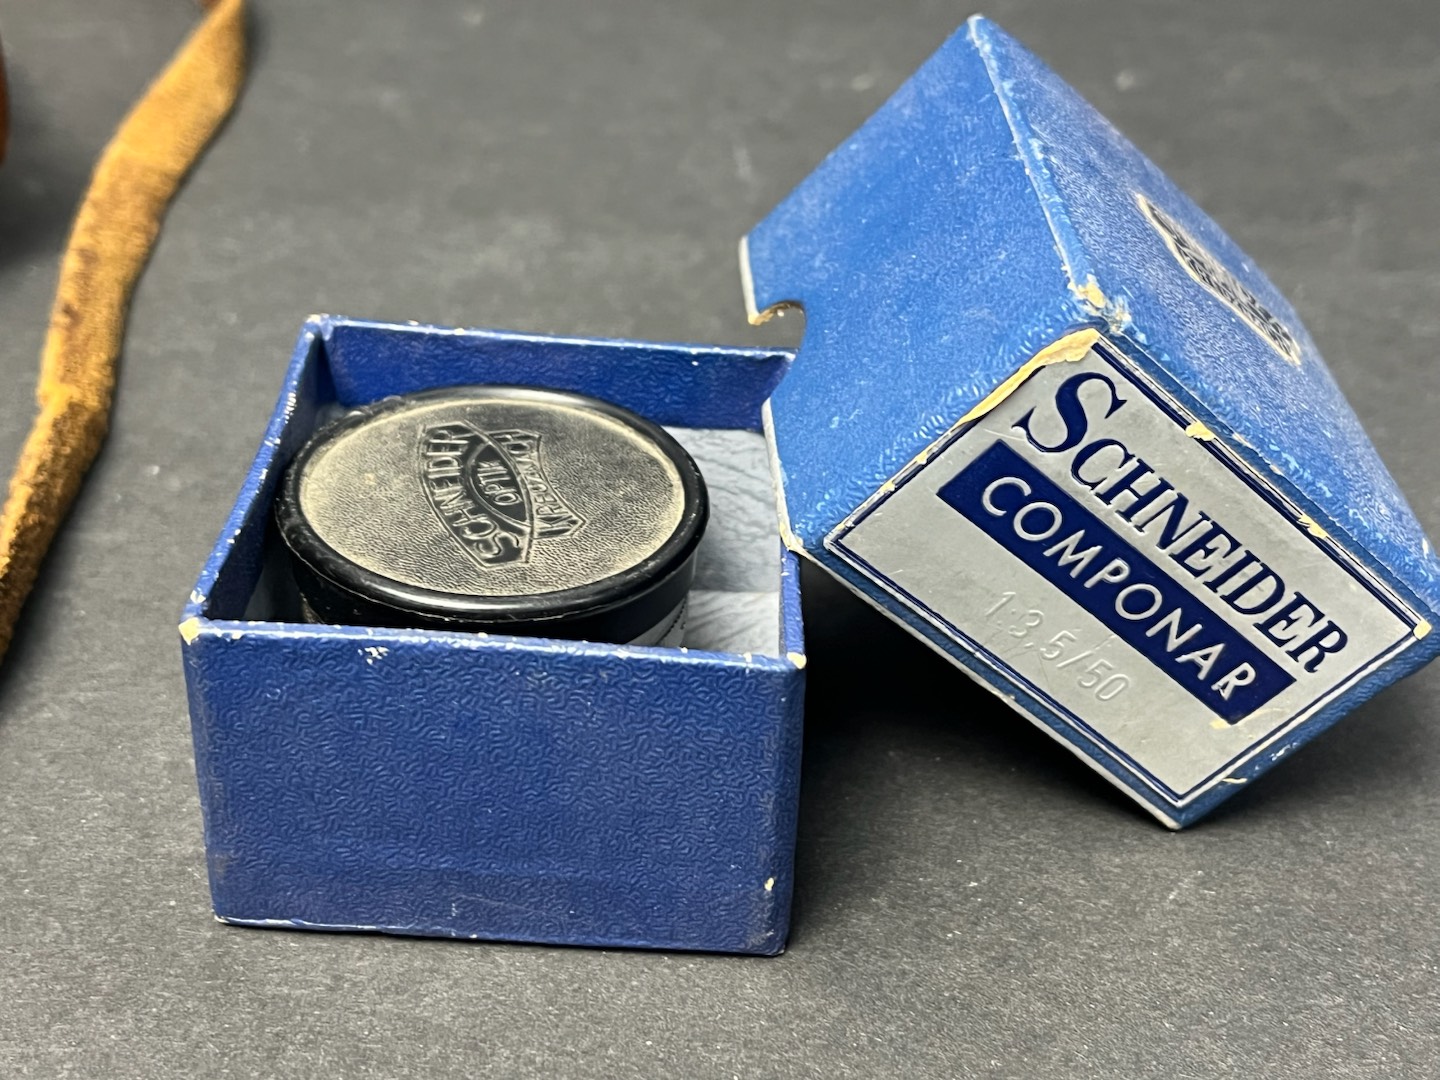 SCHNEIDER
OPTIK
KREUZNACH
SCHNEIDER
COMPONAR
1:3,5/50